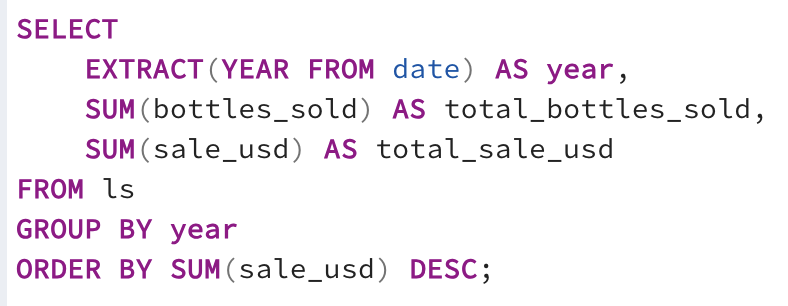 SELECT
    EXTRACT(YEAR FROM date) AS year,
    SUM(bottles_sold) AS total_bottles_sold,
    SUM(sale_usd) AS total_sale_usd
FROM ls
GROUP BY year
ORDER BY SUM(sale_usd) DESC;